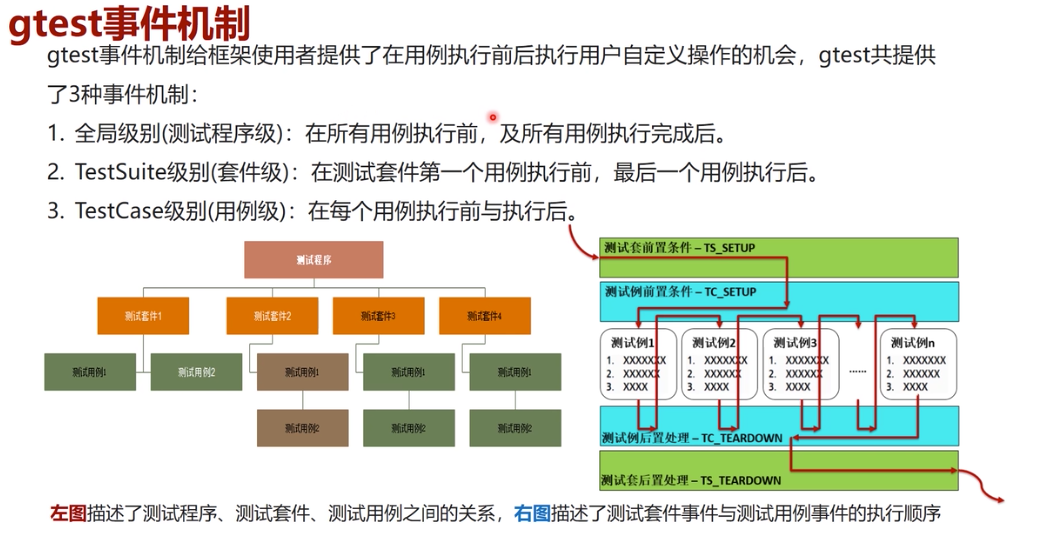 gtest事件机制
gtest事件机制给框架使用者提供了在用例执行前后执行用户自定义操作的机会，gtest共提供
了3种事件机制：
1. 全局级别(测试程序级)：在所有用例执行前，及所有用例执行完成后。
2. TestSuite级别(套件级)：在测试套件第一个用例执行前，最后一个用例执行后。
3. TestCase级别(用例级)：在每个用例执行前与执行后。
测试程序
测试套件1
测试套件2
测试套件3
测试套件4
测试用例1
测试用例2
测试用例1
测试用例1
测试用例1
测试用例2
测试用例2
测试用例2
测试套前置条件 – TS_SETUP
测试例前置条件 – TC_SETUP
测试例1
1. XXXXXXX
2. XXXXXX
3. XXXX
测试例2
1. XXXXXXX
2. XXXXXX
3. XXXX
测试例3
1. XXXXXXX
2. XXXXXX
3. XXXX
……
测试例n
1. XXXXXXX
2. XXXXXX
3. XXXX
测试例后置处理 – TC_TEARDOWN
测试套后置处理 – TS_TEARDOWN
左图描述了测试程序、测试套件、测试用例之间的关系，右图描述了测试套件事件与测试用例事件的执行顺序